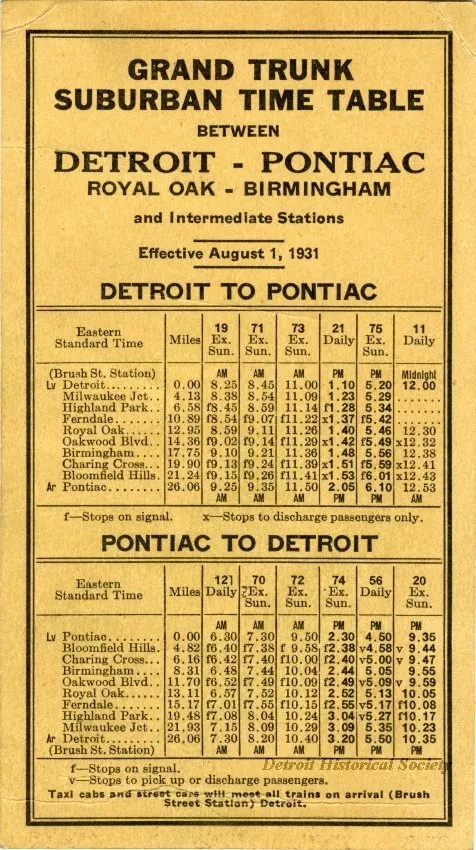 GRAND TRUNK
SUBURBAN TIME TABLE
BETWEEN
DETROIT - PONTIAC
ROYAL OAK - BIRMINGHAM
and Intermediate Stations
Effective August 1, 1931
DETROIT TO PONTIAC
Eastern Standard Time Miles 19 Ex. Sun. 71 Ex. Sun. 73 Ex. Sun. 21 Daily 75 Ex. Sun. 11 Daily
(Brush St. Station) AM AM AM PM PM Midnight
Lv Detroit........ 0.00 8.25 8.45 11.00 1.10 5.20 12.00
Milwaukee Jct.. 4.13 8.38 8.54 11.09 1.23 5.29 .......
Highland Park.. 6.58 f8.45 8.59 11.14 f1.28 5.34 .......
Ferndale...... 10.89 f8.54 f9.07 f11.22 x1.37 f5.42 .......
Royal Oak..... 12.95 8.59 9.11 11.26 1.40 5.46 12.30
Oakwood Blvd.. 14.36 f9.02 f9.14 f11.29 x1.42 f5.49 x12.32
Birmingham.... 17.75 9.10 9.21 11.36 1.48 5.56 12.38
Charing Cross... 19.90 f9.13 f9.24 f11.39 x1.51 f5.59 x12.41
Bloomfield Hills. 21.24 f9.15 f9.26 f11.41 x1.53 f6.01 x12.43
Ar Pontiac........ 26.06 9.25 9.35 11.50 2.05 6.10 12.53
AM AM AM PM PM AM
f—Stops on signal. x—Stops to discharge passengers only.
PONTIAC TO DETROIT
Eastern Standard Time Miles 121 Daily 70 Ex. Sun. 72 Ex. Sun. 74 Ex. Sun. 56 Daily 20 Ex. Sun.
AM AM AM PM PM PM
Lv Pontiac........ 0.00 6.30 7.30 9.50 2.30 4.50 9.35
Bloomfield Hills. 4.82 f6.40 f7.38 f 9.58 f2.38 v4.58 v 9.44
Charing Cross... 6.16 f6.42 f7.40 f10.00 f2.40 v5.00 v 9.47
Birmingham.... 8.31 6.48 7.44 10.04 2.44 5.05 9.55
Oakwood Blvd.. 11.70 f6.52 f7.49 f10.09 f2.49 v5.09 v 9.59
Royal Oak...... 13.11 6.57 7.52 10.12 2.52 5.13 10.05
Ferndale...... 15.17 f7.01 f7.55 f10.15 f2.55 v5.17 f10.08
Highland Park.. 19.48 f7.08 8.04 10.24 3.04 v5.27 f10.17
Milwaukee Jct.. 21.93 7.15 8.09 10.29 3.09 5.35 10.23
Ar Detroit........ 26.06 7.30 8.20 10.40 3.20 5.50 10.35
(Brush St. Station) AM AM AM PM PM PM
f—Stops on signal.
v—Stops to pick up or discharge passengers.
Detroit Historical Society
Taxi cabs and street cars will meet all trains on arrival (Brush
Street Station) Detroit.